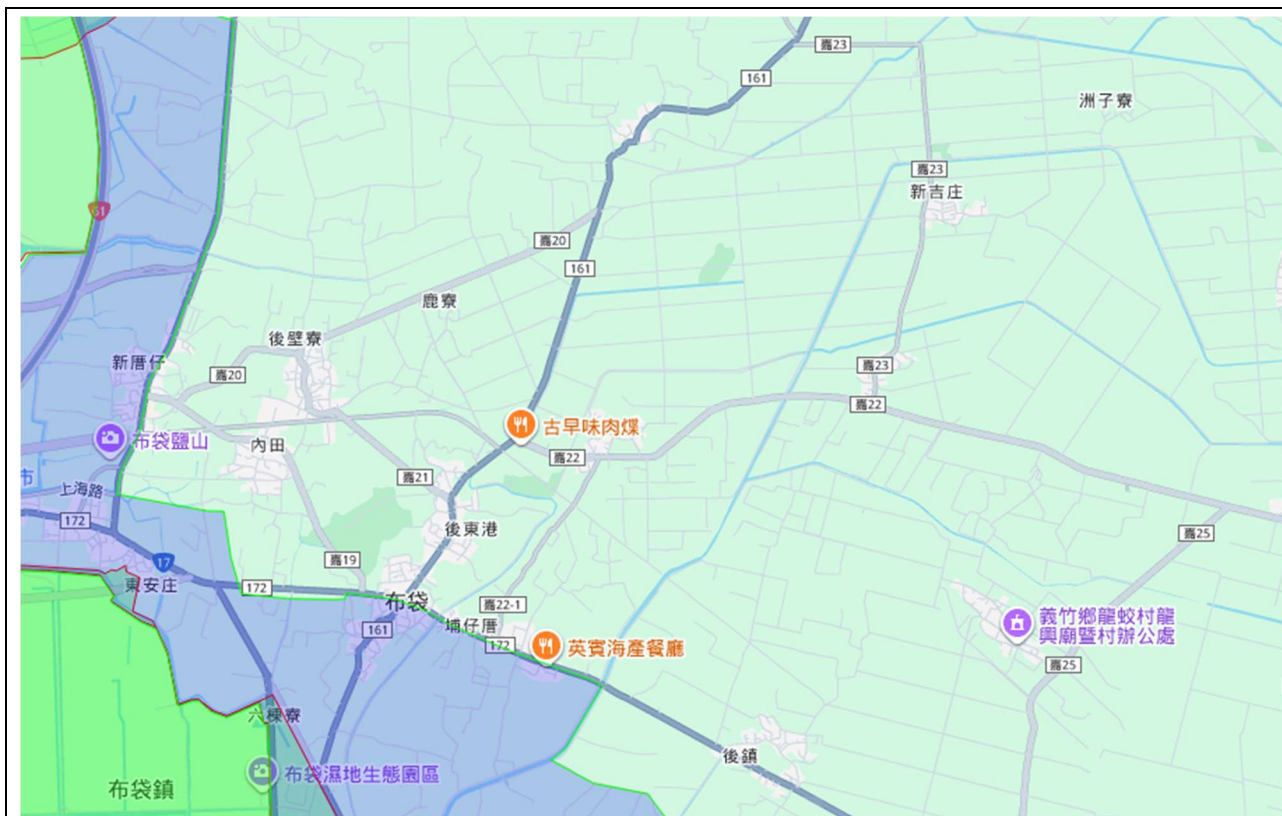 嘉23
161
洲子寮
嘉23
新吉庄
61
嘉20
161
鹿寮
後壁寮
新厝仔
嘉20
嘉23
嘉22
古早味肉煠
布袋鹽山
內田
嘉22
市
嘉21
上海路
172
後東港
嘉25
17
嘉19
東安庄
172
布袋
嘉22-1
埔仔厝
161
172
英賓海產餐廳
義竹鄉龍蛟村龍
興廟暨村辦公處
嘉25
六棟寮
後鎮
布袋濕地生態園區
布袋鎮